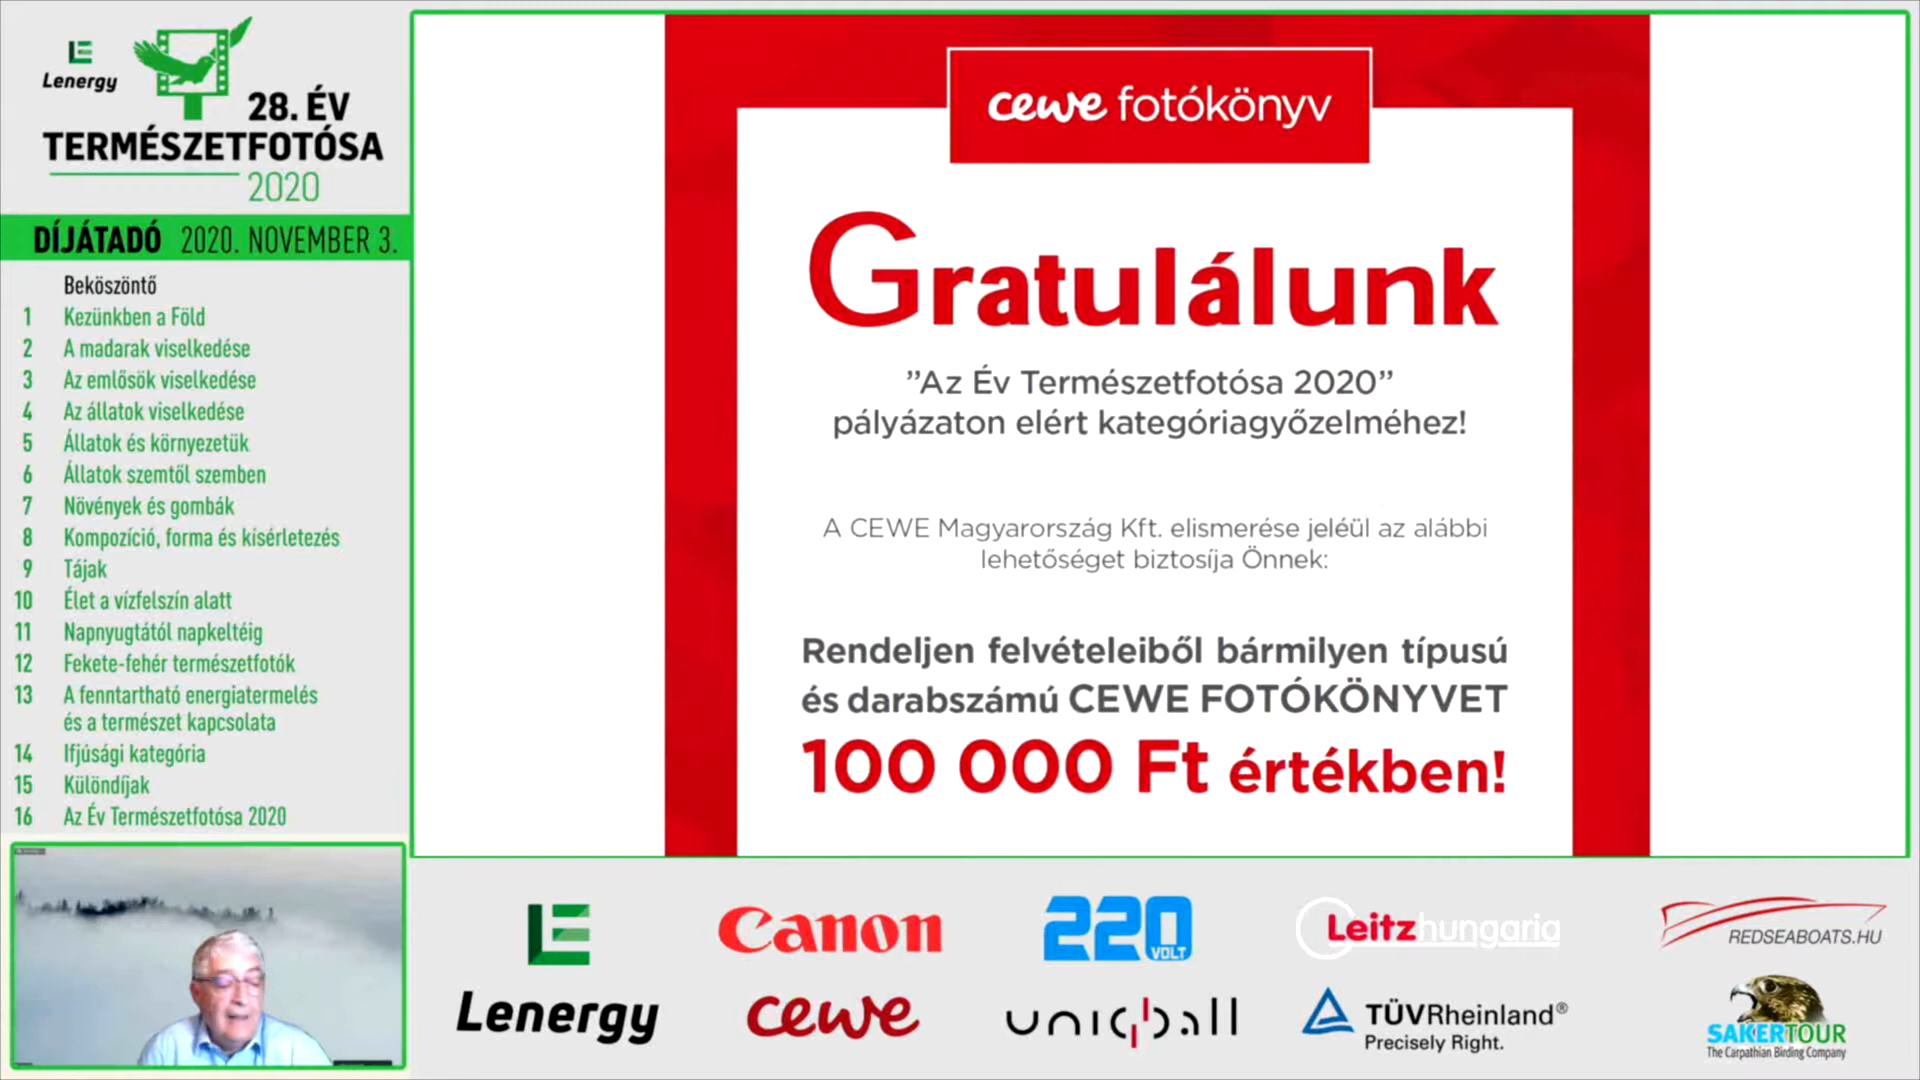 Lenergy
28. ÉV
TERMÉSZETFOTÓSA
2020
DÍJÁTADÓ 2020. NOVEMBER 3.
Beköszöntő
1 Kezünkben a Föld
2 A madarak viselkedése
3 Az emlősök viselkedése
4 Az állatok viselkedése
5 Állatok és környezetük
6 Állatok szemtől szemben
7 Növények és gombák
8 Kompozíció, forma és kísérletezés
9 Tájak
10 Élet a vízfelszín alatt
11 Napnyugtától napkeltéig
12 Fekete-fehér természetfotók
13 A fenntartható energiatermelés
és a természet kapcsolata
14 Ifjúsági kategória
15 Különdíjak
16 Az Év Természetfotósa 2020
cewe fotókönyv
Gratulálunk
”Az Év Természetfotósa 2020”
pályázaton elért kategóriagyőzelméhez!
A CEWE Magyarország Kft. elismerése jeléül az alábbi
lehetőséget biztosíja Önnek:
Rendeljen felvételeiből bármilyen típusú
és darabszámú CEWE FOTÓKÖNYVET
100 000 Ft értékben!
Canon
220
VOLT
Leitz hungaria
REDSEABOATS.HU
Lenergy
cewe
uniqball
TÜVRheinland®
Precisely Right.
SAKERTOUR
The Carpathian Birding Company